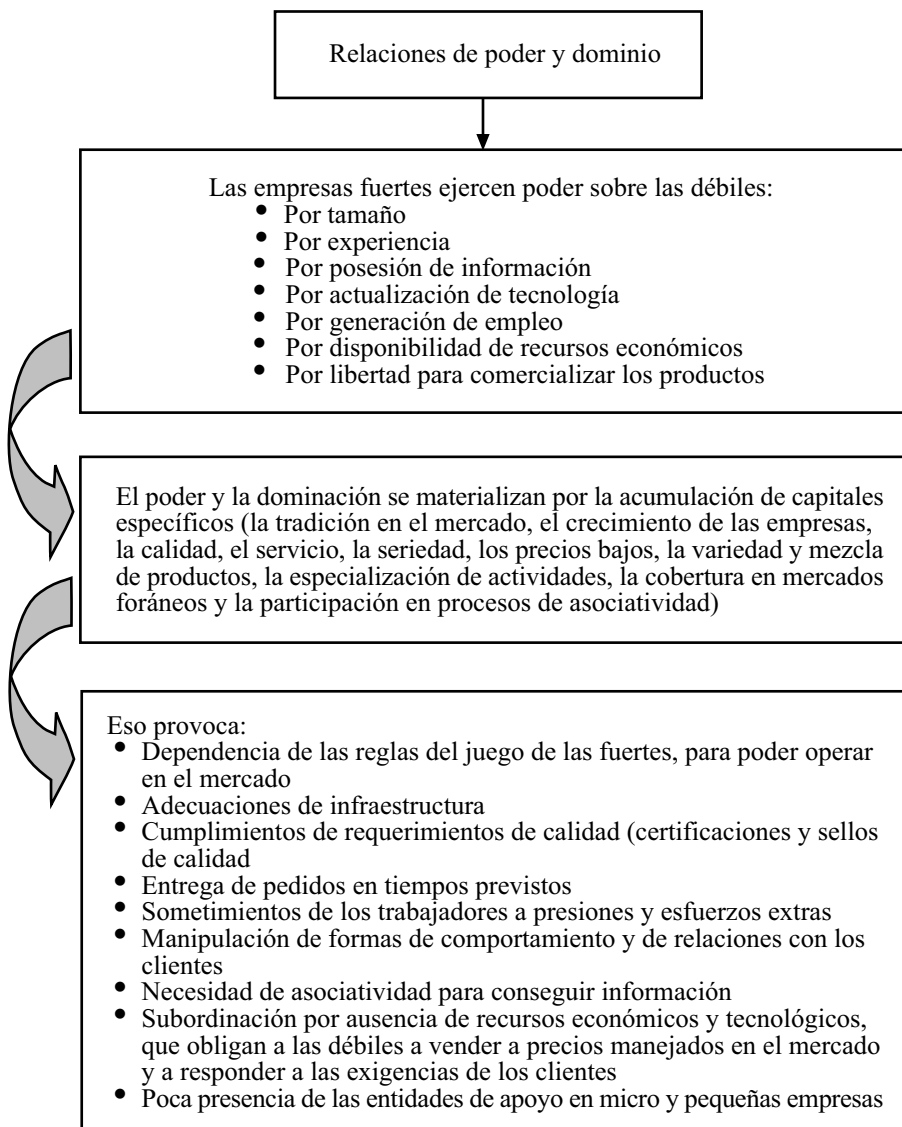 Relaciones de poder y dominio
Las empresas fuertes ejercen poder sobre las débiles:
• Por tamaño
• Por experiencia
• Por posesión de información
• Por actualización de tecnología
• Por generación de empleo
• Por disponibilidad de recursos económicos
• Por libertad para comercializar los productos
El poder y la dominación se materializan por la acumulación de capitales
específicos (la tradición en el mercado, el crecimiento de las empresas,
la calidad, el servicio, la seriedad, los precios bajos, la variedad y mezcla
de productos, la especialización de actividades, la cobertura en mercados
foráneos y la participación en procesos de asociatividad)
Eso provoca:
• Dependencia de las reglas del juego de las fuertes, para poder operar
en el mercado
• Adecuaciones de infraestructura
• Cumplimientos de requerimientos de calidad (certificaciones y sellos
de calidad
• Entrega de pedidos en tiempos previstos
• Sometimientos de los trabajadores a presiones y esfuerzos extras
• Manipulación de formas de comportamiento y de relaciones con los
clientes
• Necesidad de asociatividad para conseguir información
• Subordinación por ausencia de recursos económicos y tecnológicos,
que obligan a las débiles a vender a precios manejados en el mercado
y a responder a las exigencias de los clientes
• Poca presencia de las entidades de apoyo en micro y pequeñas empresas